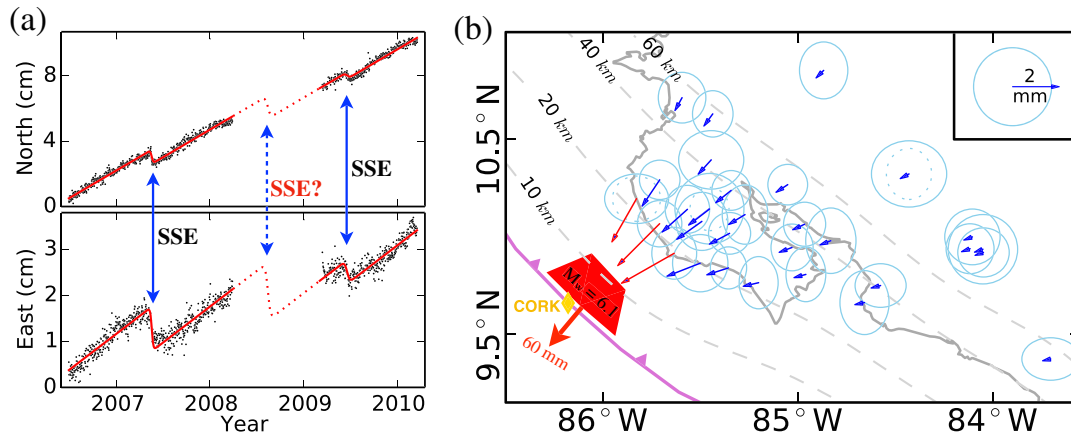 (a)
North (cm)
8
4
0
SSE
SSE?
SSE
East (cm)
3
2
1
0
2007
2008
2009
2010
Year
(b)
60 km
40 km
20 km
10 km
2
mm
10.5°N
9.5°N
Mw = 6.1
CORK
60 mm
86°W
85°W
84°W